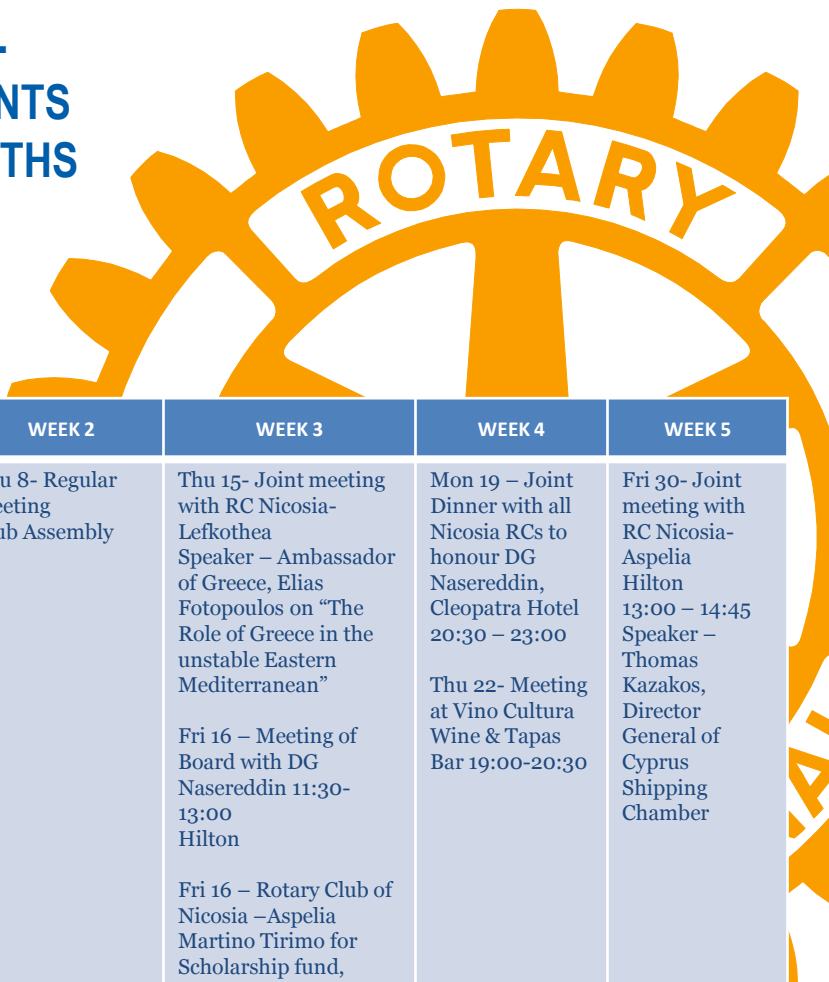 NTS
THS
ROTARY
WEEK 2
WEEK 3
WEEK 4
WEEK 5
u 8- Regular
eeting
ub Assembly
Thu 15- Joint meeting
with RC Nicosia-
Lefkothea
Speaker – Ambassador
of Greece, Elias
Fotopoulos on “The
Role of Greece in the
unstable Eastern
Mediterranean”
Fri 16 – Meeting of
Board with DG
Nasereddin 11:30-
13:00
Hilton
Fri 16 – Rotary Club of
Nicosia –Aspelia
Martino Tirimo for
Scholarship fund,
Mon 19 – Joint
Dinner with all
Nicosia RCs to
honour DG
Nasereddin,
Cleopatra Hotel
20:30 – 23:00
Thu 22- Meeting
at Vino Cultura
Wine & Tapas
Bar 19:00-20:30
Fri 30- Joint
meeting with
RC Nicosia-
Aspelia
Hilton
13:00 – 14:45
Speaker –
Thomas
Kazakos,
Director
General of
Cyprus
Shipping
Chamber